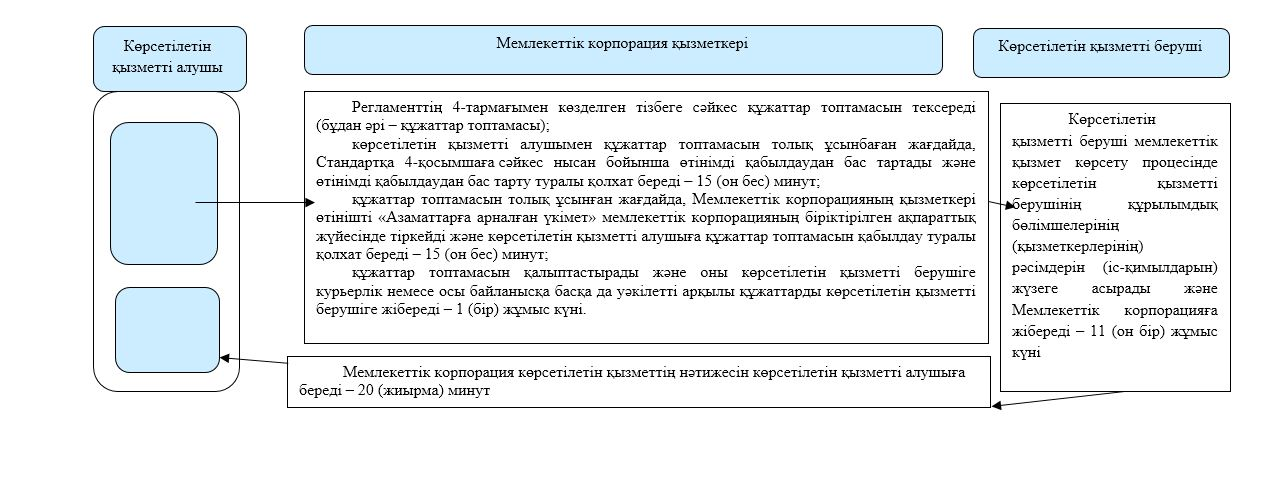 Көрсетілетін
қызметті алушы
Мемлекеттік корпорация қызметкері
Көрсетілетін қызметті беруші
Регламенттің 4-тармағымен көзделген тізбеге сәйкес құжаттар топтамасын тексереді
(бұдан әрі – құжаттар топтамасы);
көрсетілетін қызметті алушымен құжаттар топтамасын толық ұсынбаған жағдайда,
Стандартқа 4-қосымшаға сәйкес нысан бойынша өтінімді қабылдаудан бас тартады және
өтінімді қабылдаудан бас тарту туралы қолхат береді – 15 (он бес) минут;
құжаттар топтамасын толық ұсынған жағдайда, Мемлекеттік корпорацияның қызметкері
өтінішті «Азаматтарға арналған үкімет» мемлекеттік корпорацияның біріктірілген ақпараттық
жүйесінде тіркейді және көрсетілетін қызметті алушыға құжаттар топтамасын қабылдау туралы
қолхат береді – 15 (он бес) минут;
құжаттар топтамасын қалыптастырады және оны көрсетілетін қызметті берушіге
курьерлік немесе осы байланысқа басқа да уәкілетті арқылы құжаттарды көрсетілетін қызметті
берушіге жібереді – 1 (бір) жұмыс күні.
Көрсетілетін
қызметті беруші мемлекеттік
қызмет көрсету процесінде
көрсетілетін қызметті
берушінің құрылымдық
бөлімшелерінің
(қызметкерлерінің)
рәсімдерін (іс-қимылдарын)
жүзеге асырады және
Мемлекеттік корпорацияға
жібереді – 11 (он бір) жұмыс
күні
Мемлекеттік корпорация көрсетілетін қызметтің нәтижесін көрсетілетін қызметті алушыға
береді – 20 (жиырма) минут